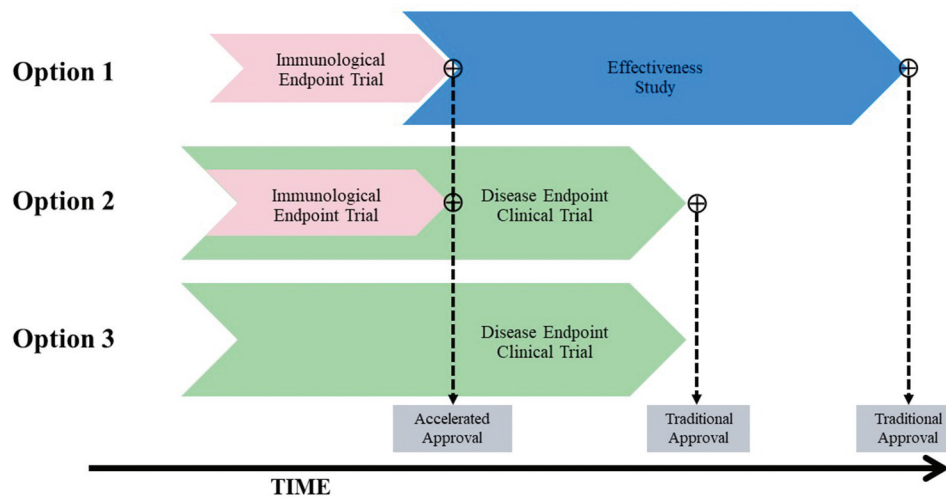 Option 1
Immunological
Endpoint Trial
Effectiveness
Study
Option 2
Immunological
Endpoint Trial
Disease Endpoint
Clinical Trial
Option 3
Disease Endpoint
Clinical Trial
Accelerated
Approval
Traditional
Approval
Traditional
Approval
TIME